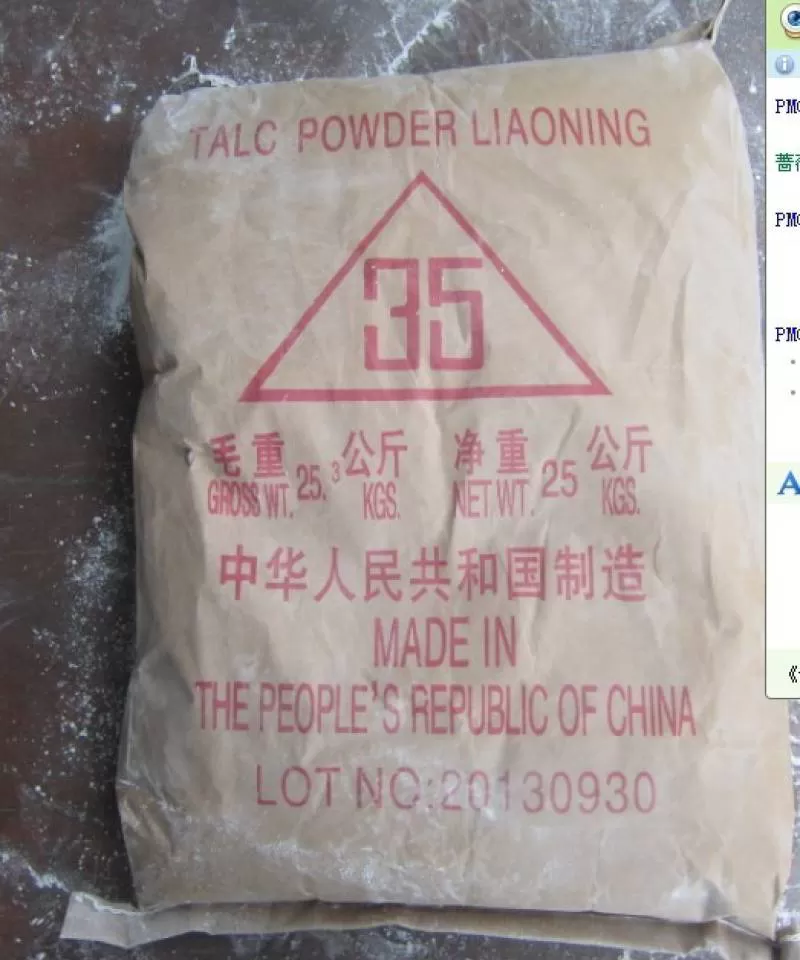 TALC POWDER LIAONING
35
毛重 25.3 公斤 净重 25 公斤
GROSS WT. KGS. NET WT. KGS.
中华人民共和国制造
MADE IN
THE PEOPLE'S REPUBLIC OF CHINA
LOT NO:20130930